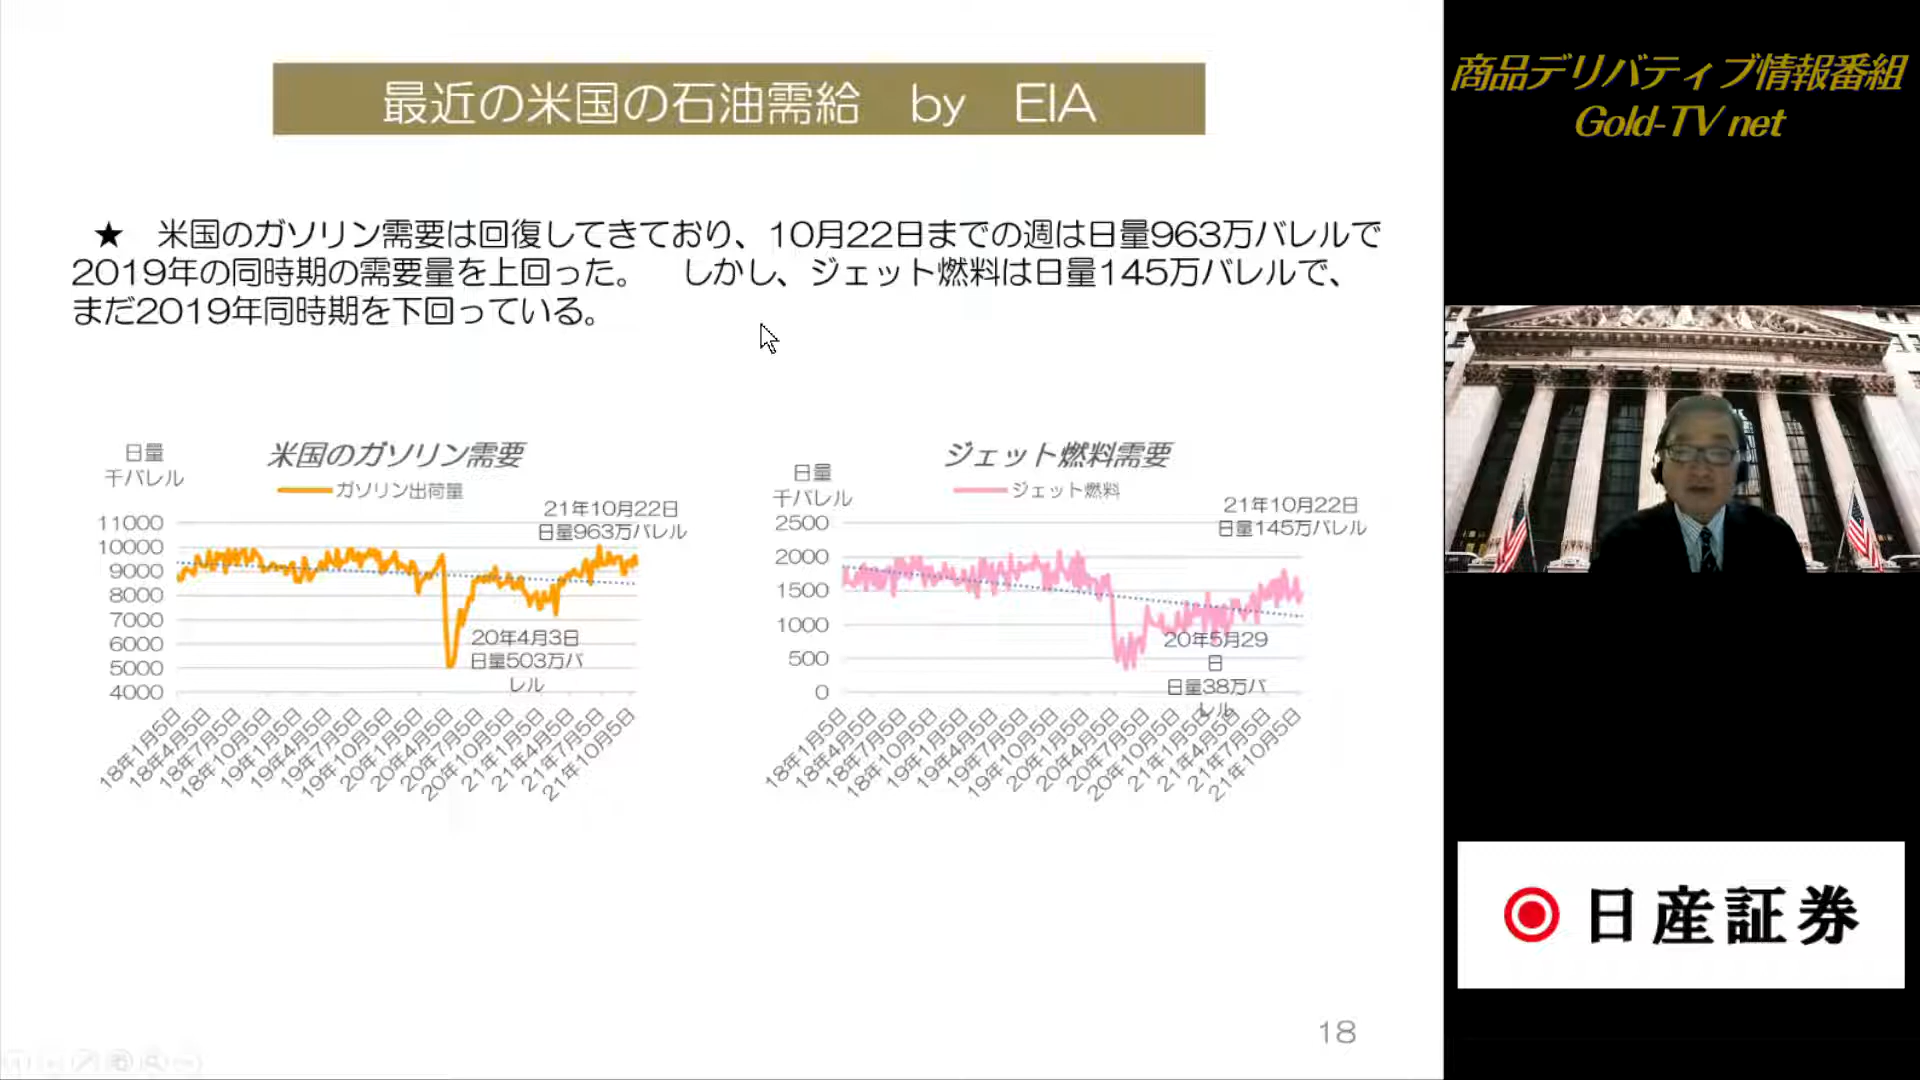 最近の米国の石油需給　by　EIA
★　米国のガソリン需要は回復してきており、10月22日までの週は日量963万バレルで
2019年の同時期の需要量を上回った。　しかし、ジェット燃料は日量145万バレルで、
まだ2019年同時期を下回っている。
日量
千バレル
米国のガソリン需要
ガソリン出荷量
21年10月22日
日量963万バレル
11000
10000
9000
8000
7000
6000
5000
4000
20年4月3日
日量503万バ
レル
18年1月5日
18年4月5日
18年7月5日
18年10月5日
19年1月5日
19年4月5日
19年7月5日
19年10月5日
20年1月5日
20年4月5日
20年7月5日
20年10月5日
21年1月5日
21年4月5日
21年7月5日
21年10月5日
日量
千バレル
ジェット燃料需要
ジェット燃料
21年10月22日
日量145万バレル
2500
2000
1500
1000
500
0
20年5月29
日
日量38万バ
レル
18年1月5日
18年4月5日
18年7月5日
18年10月5日
19年1月5日
19年4月5日
19年7月5日
19年10月5日
20年1月5日
20年4月5日
20年7月5日
20年10月5日
21年1月5日
21年4月5日
21年7月5日
21年10月5日
18
商品デリバティブ情報番組
Gold-TV net
日産証券